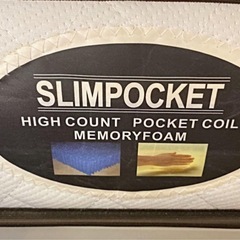 SLIMPOCKET
HIGH COUNT POCKET COIL
MEMORYFOAM